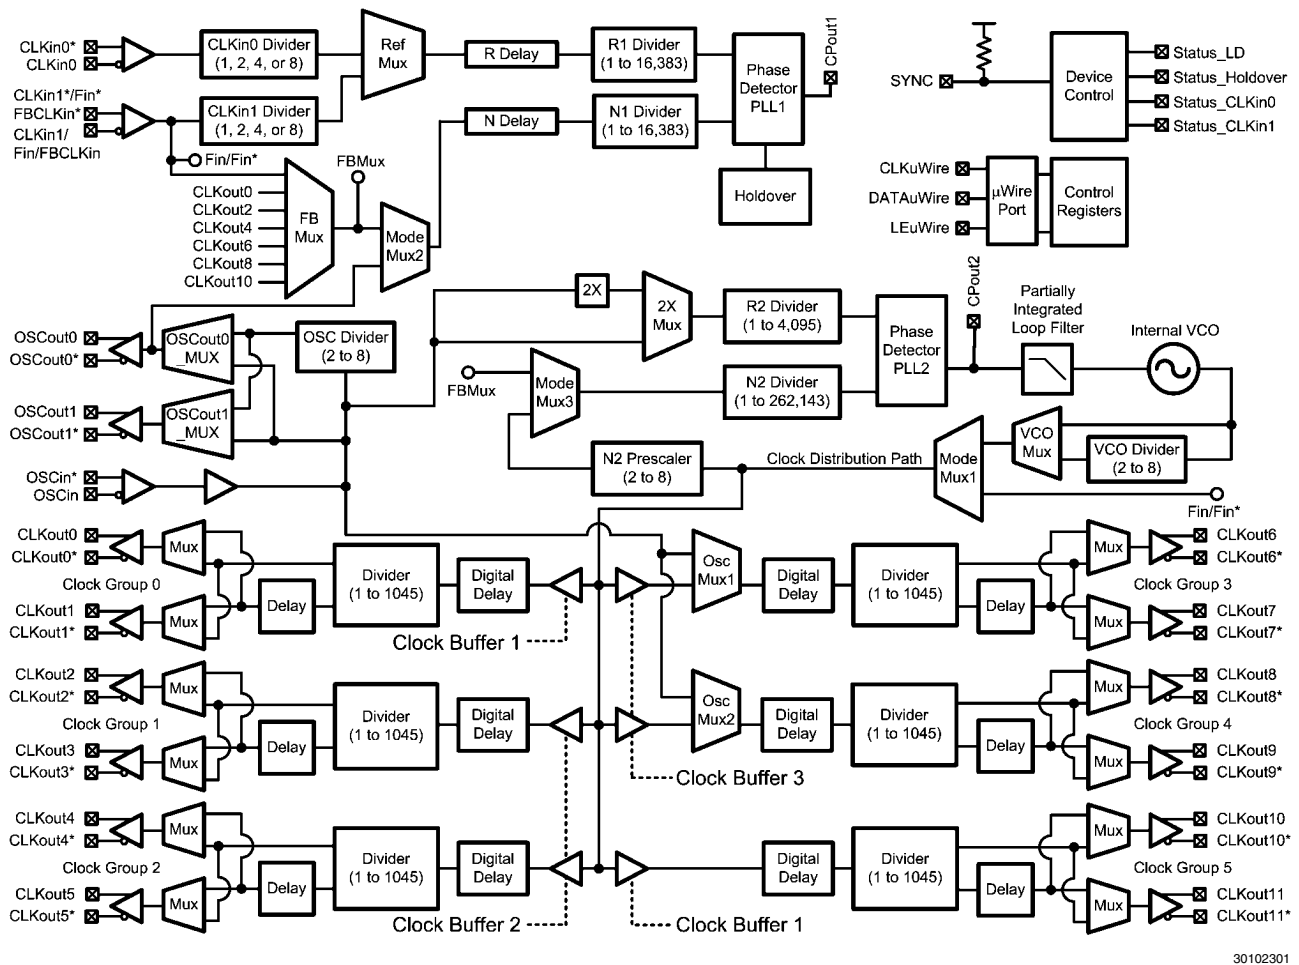 CLKin0*
CLKin0
CLKin0 Divider
(1, 2, 4, or 8)
Ref
Mux
R Delay
R1 Divider
(1 to 16,383)
Phase
Detector
PLL1
CPout1
CLKin1*/Fin*
FBCLKin*
CLKin1/
Fin/FBCLKin
CLKin1 Divider
(1, 2, 4, or 8)
N Delay
N1 Divider
(1 to 16,383)
Holdover
Fin/Fin*
FBMux
CLKout0
CLKout2
CLKout4
CLKout6
CLKout8
CLKout10
FB
Mux
Mode
Mux2
SYNC
Device
Control
Status_LD
Status_Holdover
Status_CLKin0
Status_CLKin1
CLKuWire
DATAuWire
LEuWire
µWire
Port
Control
Registers
OSCout0
OSCout0*
OSCout0
_MUX
OSC Divider
(2 to 8)
OSCout1
OSCout1*
OSCout1
_MUX
OSCin*
OSCin
2X
2X
Mux
R2 Divider
(1 to 4,095)
Phase
Detector
PLL2
CPout2
Partially
Integrated
Loop Filter
Internal VCO
FBMux
Mode
Mux3
N2 Divider
(1 to 262,143)
N2 Prescaler
(2 to 8)
Clock Distribution Path
Mode
Mux1
VCO
Mux
VCO Divider
(2 to 8)
Fin/Fin*
CLKout0
CLKout0*
Mux
Clock Group 0
CLKout1
CLKout1*
Mux
Delay
Divider
(1 to 1045)
Digital
Delay
Clock Buffer 1
Osc
Mux1
Digital
Delay
Divider
(1 to 1045)
Delay
Mux
Mux
CLKout6
CLKout6*
Clock Group 3
CLKout7
CLKout7*
CLKout2
CLKout2*
Mux
Clock Group 1
CLKout3
CLKout3*
Mux
Delay
Divider
(1 to 1045)
Digital
Delay
Osc
Mux2
Digital
Delay
Divider
(1 to 1045)
Delay
Mux
Mux
CLKout8
CLKout8*
Clock Group 4
CLKout9
CLKout9*
Clock Buffer 3
CLKout4
CLKout4*
Mux
Clock Group 2
CLKout5
CLKout5*
Mux
Delay
Divider
(1 to 1045)
Digital
Delay
Clock Buffer 2
Clock Buffer 1
Digital
Delay
Divider
(1 to 1045)
Delay
Mux
Mux
CLKout10
CLKout10*
Clock Group 5
CLKout11
CLKout11*
30102301